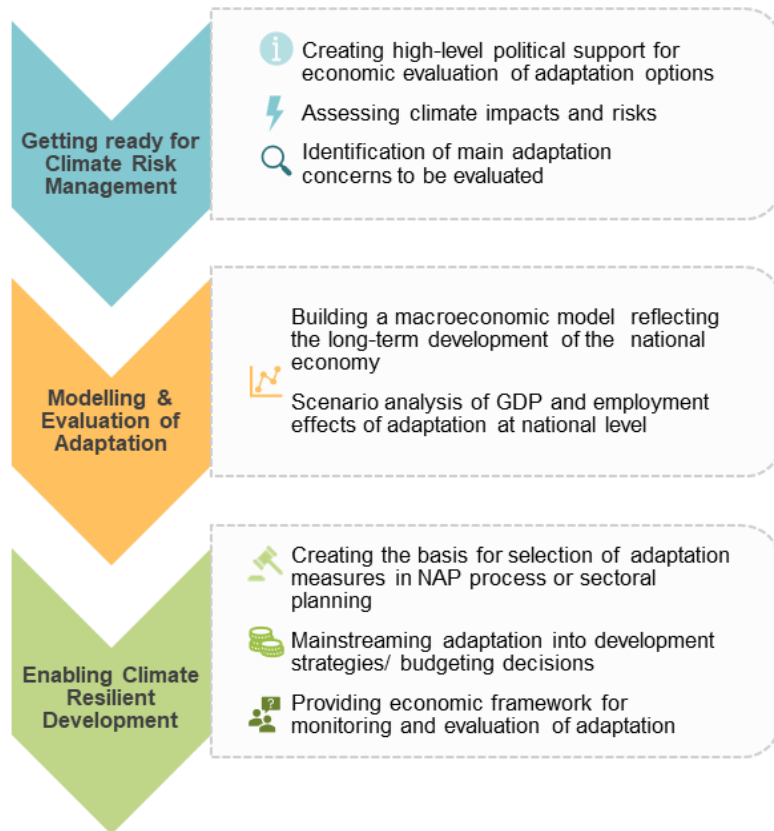 Getting ready for
Climate Risk
Management
Creating high-level political support for
economic evaluation of adaptation options
Assessing climate impacts and risks
Identification of main adaptation
concerns to be evaluated
Modelling &
Evaluation of
Adaptation
Building a macroeconomic model reflecting
the long-term development of the national
economy
Scenario analysis of GDP and employment
effects of adaptation at national level
Enabling Climate
Resilient
Development
Creating the basis for selection of adaptation
measures in NAP process or sectoral
planning
Mainstreaming adaptation into development
strategies/ budgeting decisions
Providing economic framework for
monitoring and evaluation of adaptation